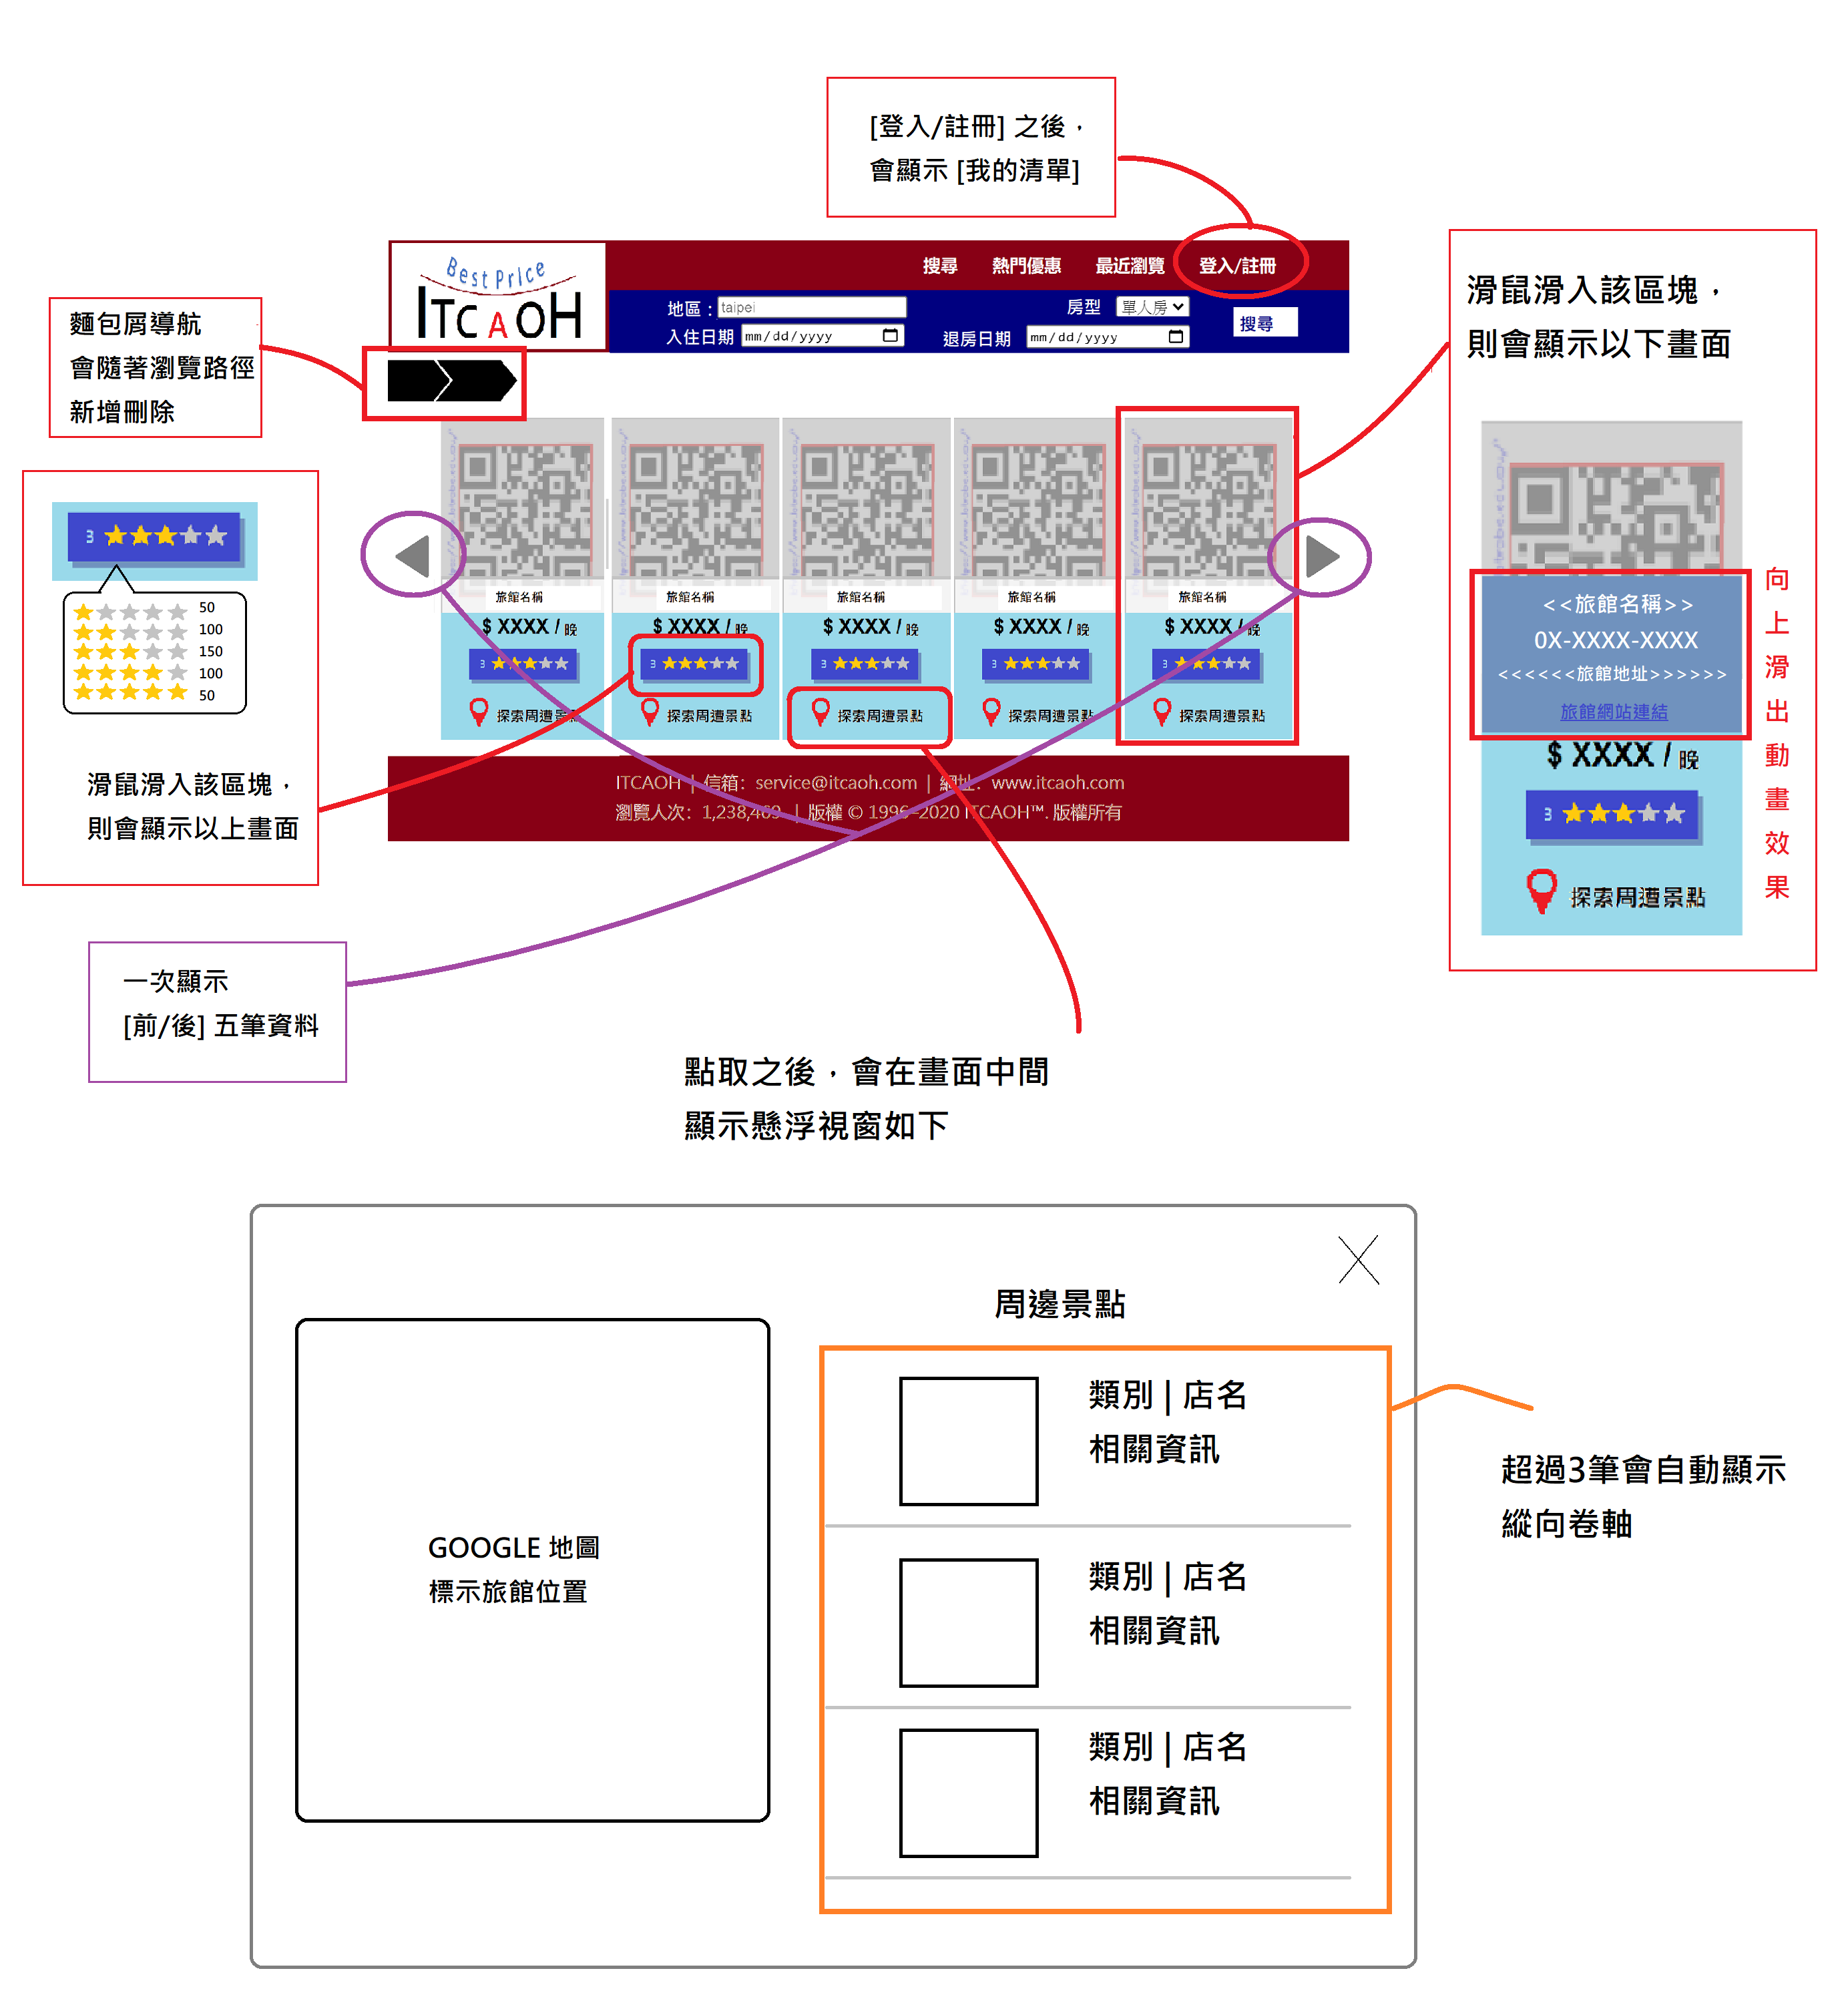 [登入/註冊] 之後，
會顯示 [我的清單]
Best Price
ITCAOH
搜尋 熱門優惠 最近瀏覽 登入/註冊
地區： taipei 房型 單人房
入住日期 mm/dd/yyyy 退房日期 mm/dd/yyyy 搜尋
麵包屑導航
會隨著瀏覽路徑
新增刪除
滑鼠滑入該區塊，
則會顯示以下畫面
3
50
100
150
100
50
滑鼠滑入該區塊，
則會顯示以上畫面
旅館名稱 旅館名稱 旅館名稱 旅館名稱 旅館名稱
$ XXXX / 晚 $ XXXX / 晚 $ XXXX / 晚 $ XXXX / 晚 $ XXXX / 晚
3 3 3 3 3
探索周遭景點 探索周遭景點 探索周遭景點 探索周遭景點 探索周遭景點
ITCAOH | 信箱：service@itcaoh.com | 網址：www.itcaoh.com
瀏覽人次：1,238,469 | 版權 © 1996-2020 ITCAOH™. 版權所有
<<旅館名稱>>
0X-XXXX-XXXX
<<<<<<旅館地址>>>>>>
旅館網站連結
$ XXXX / 晚
3
探索周遭景點
向上滑出動畫效果
一次顯示
[前/後] 五筆資料
點取之後，會在畫面中間
顯示懸浮視窗如下
周邊景點
GOOGLE 地圖
標示旅館位置
類別 | 店名
相關資訊
類別 | 店名
相關資訊
類別 | 店名
相關資訊
超過3筆會自動顯示
縱向卷軸